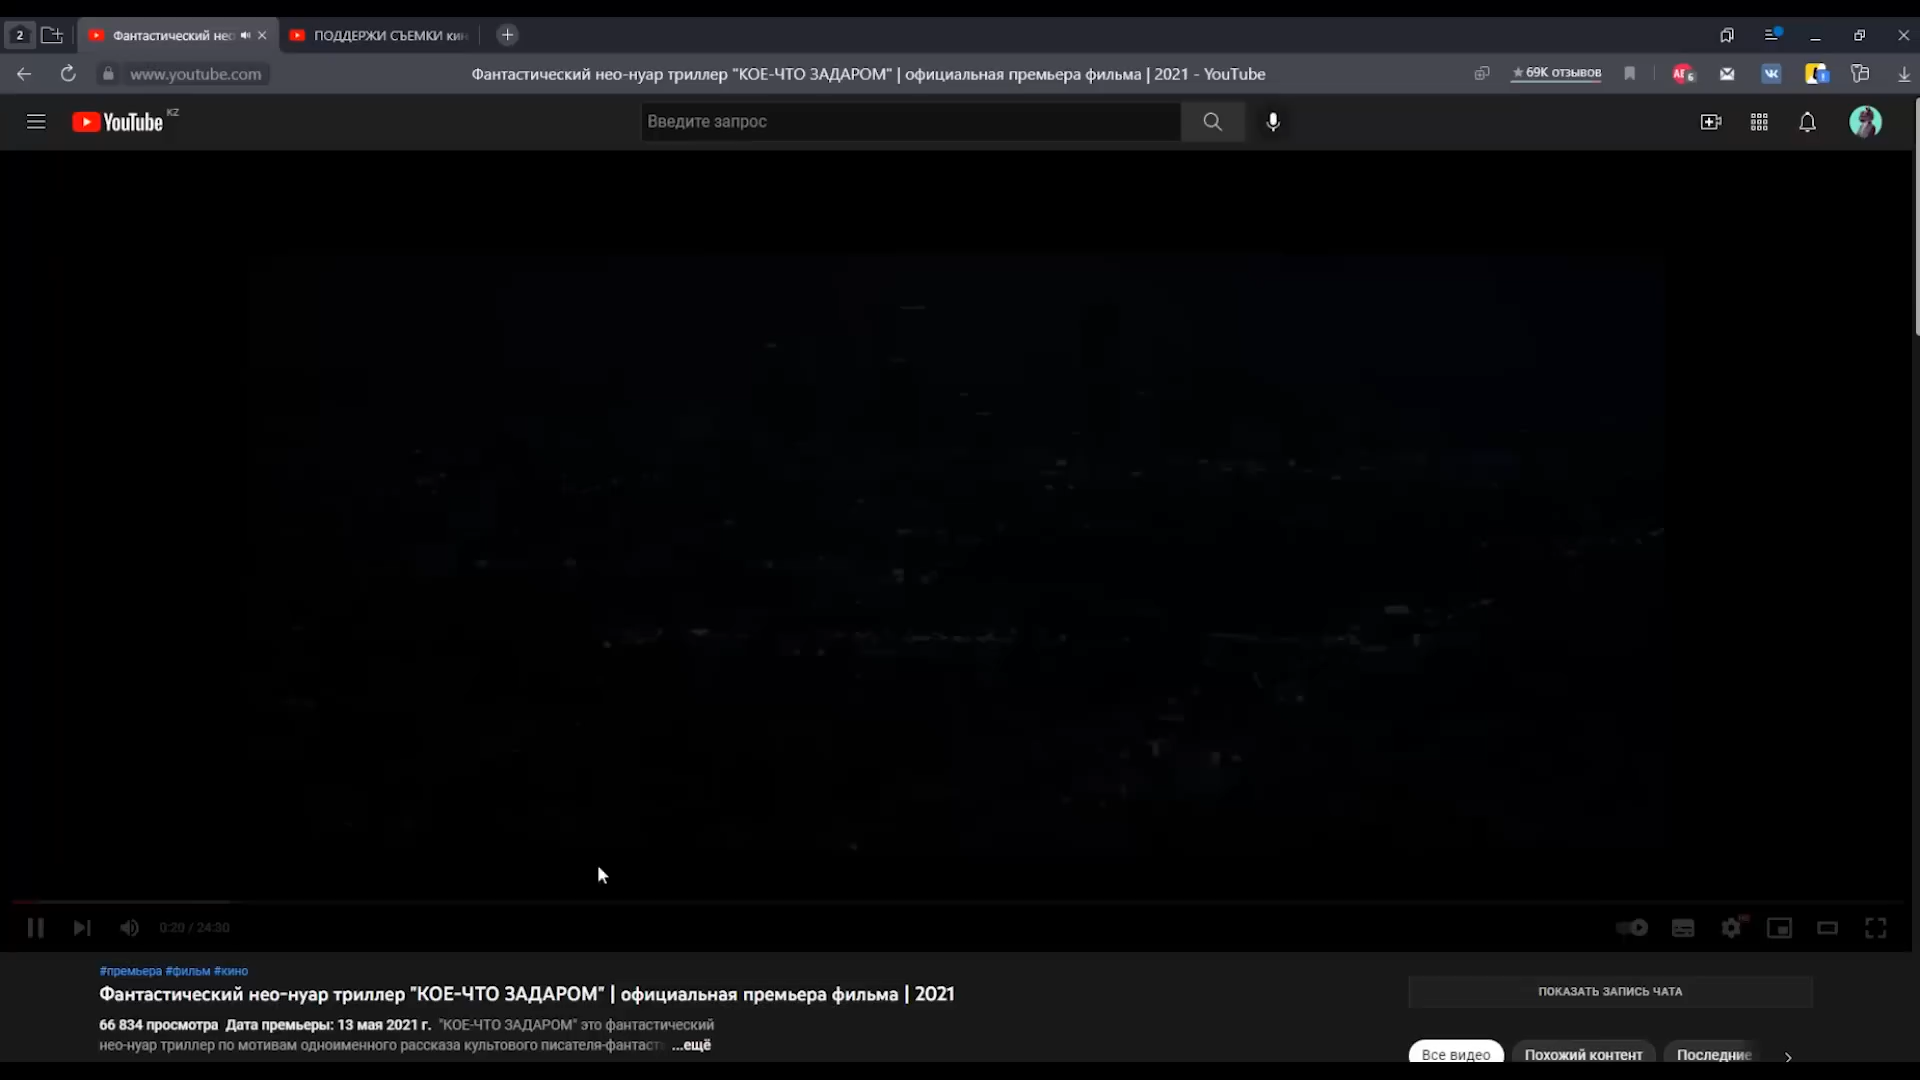 2
Фантастический нео
ПОДДЕРЖИ СЪЕМКИ кин
www.youtube.com
Фантастический нео-нуар триллер "КОЕ-ЧТО ЗАДАРОМ" | официальная премьера фильма | 2021 - YouTube
69K отзывов
YouTube KZ
Введите запрос
0:20 / 24:30
HD
#премьера #фильм #кино
Фантастический нео-нуар триллер "КОЕ-ЧТО ЗАДАРОМ" | официальная премьера фильма | 2021
66 834 просмотра Дата премьеры: 13 мая 2021 г. "КОЕ-ЧТО ЗАДАРОМ" это фантастический
нео-нуар триллер по мотивам одноименного рассказа культового писателя-фантаст ...ещё
ПОКАЗАТЬ ЗАПИСЬ ЧАТА
Все видео
Похожий контент
Последние